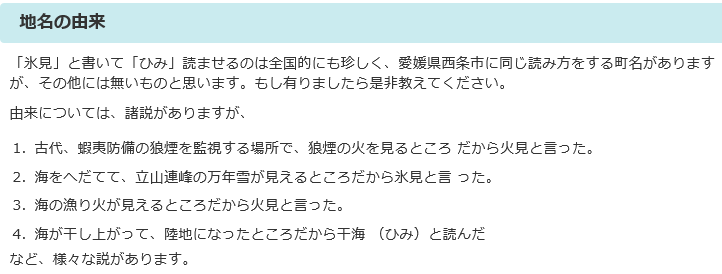 地名の由来
「氷見」と書いて「ひみ」読ませるのは全国的にも珍しく、愛媛県西条市に同じ読み方をする町名があります
が、その他には無いものと思います。もし有りましたら是非教えてください。
由来については、諸説がありますが、
1. 古代、蝦夷防備の狼煙を監視する場所で、狼煙の火を見るところ だから火見と言った。
2. 海をへだてて、立山連峰の万年雪が見えるところだから氷見と言 った。
3. 海の漁り火が見えるところだから火見と言った。
4. 海が干し上がって、陸地になったところだから干海 （ひみ）と読んだ
など、様々な説があります。